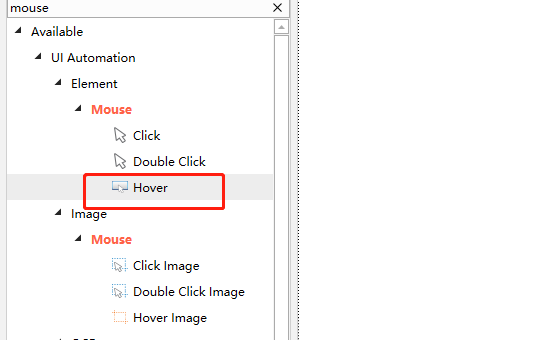 mouse
Available
UI Automation
Element
Mouse
Click
Double Click
Hover
Image
Mouse
Click Image
Double Click Image
Hover Image